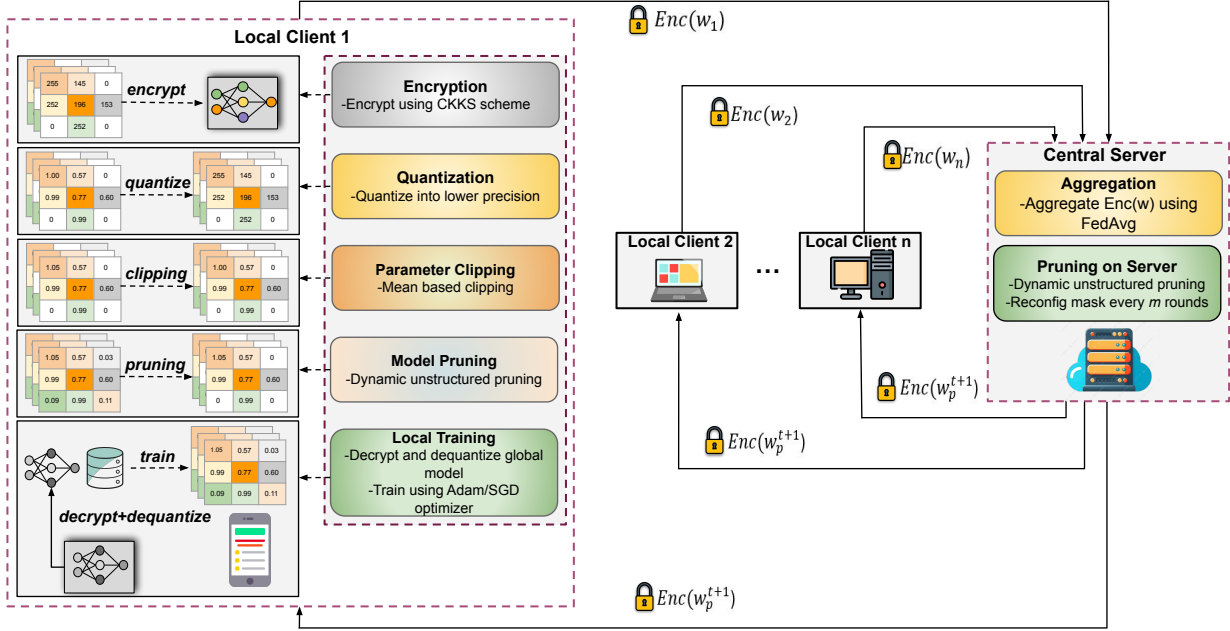 Local Client 1
255 145 0
252 196 153
0 252
encrypt
Encryption
-Encrypt using CKKS scheme
1.00 0.57 0
0.99 0.77 0.60
0 0.99 0
quantize
255 145 0
252 196 153
0 252 0
Quantization
-Quantize into lower precision
1.05 0.57 0
0.99 0.77 0.60
0 0.99 0
clipping
1.00 0.57 0
0.99 0.77 0.60
0 0.99 0
Parameter Clipping
- Mean based clipping
1.05 0.57 0.03
0.99 0.77 0.60
0.09 0.99 0.11
pruning
1.05 0.57 0
0.99 0.77 0.60
0 0.99 0
Model Pruning
-Dynamic unstructured pruning
train
1.05 0.57 0.03
0.99 0.77 0.60
0.09 0.99 0.11
decrypt+dequantize
Local Training
-Decrypt and dequantize global
model
-Train using Adam/SGD
optimizer
Enc(w_1)
Enc(w_2)
Enc(w_n)
Local Client 2
...
Local Client n
Central Server
Aggregation
-Aggregate Enc(w) using
FedAvg
Pruning on Server
-Dynamic unstructured pruning
-Reconfig mask every m rounds
Enc(w_p^{t+1})
Enc(w_p^{t+1})
Enc(w_p^{t+1})